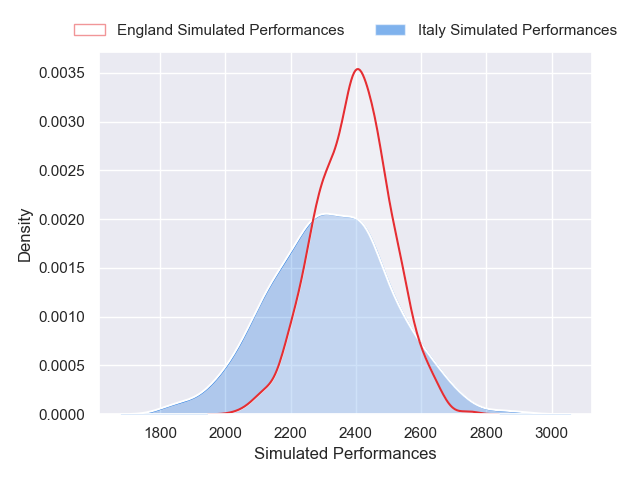 England Simulated Performances
Italy Simulated Performances
0.0035
0.0030
0.0025
0.0020
0.0015
0.0010
0.0005
0.0000
Density
1800 2000 2200 2400 2600 2800 3000
Simulated Performances